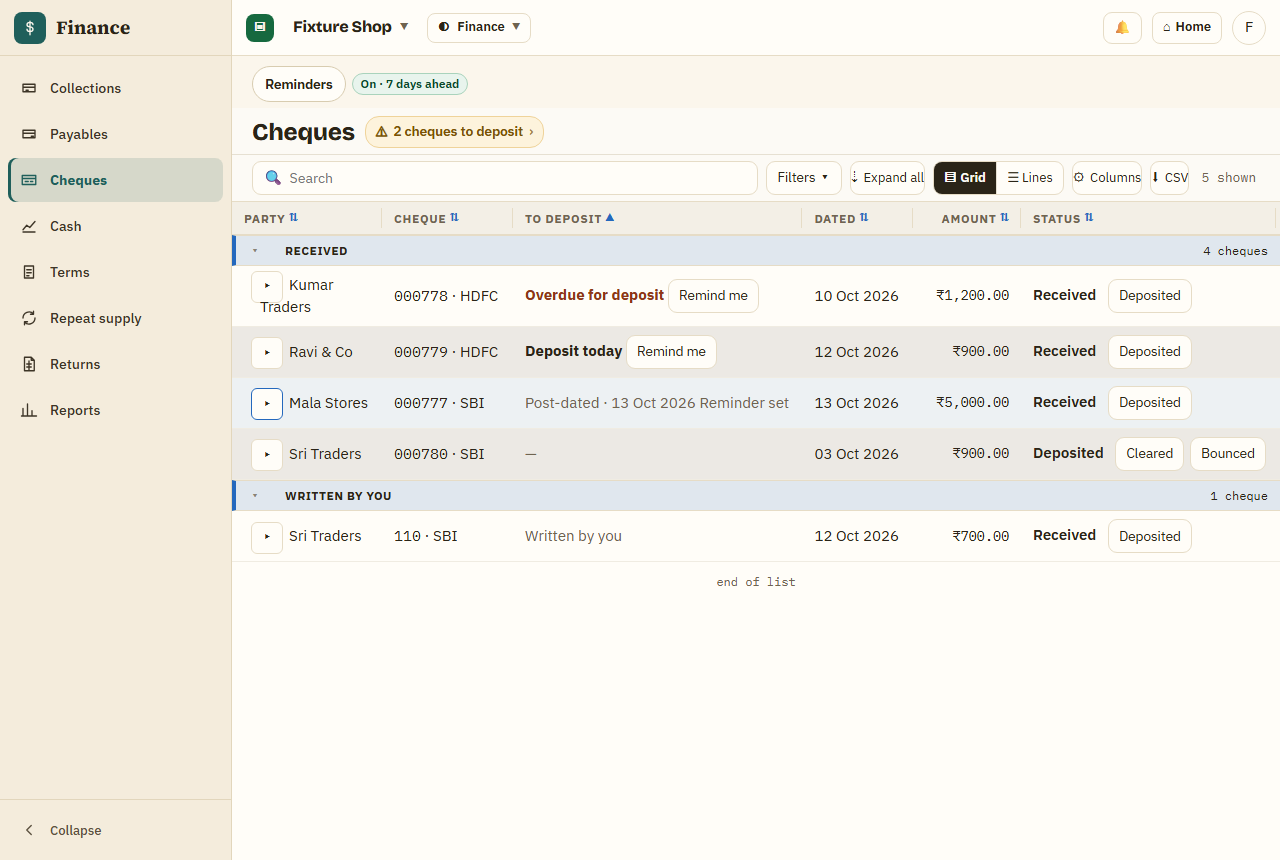 $ Finance
Fixture Shop ▼
Finance ▼
Home
F
Collections
Payables
Cheques
Cash
Terms
Repeat supply
Returns
Reports
Collapse
Reminders
On · 7 days ahead
Cheques
⚠ 2 cheques to deposit ›
Search
Filters ▾
Expand all
Grid
Lines
Columns
CSV
5 shown
PARTY CHEQUE TO DEPOSIT DATED AMOUNT STATUS
RECEIVED 4 cheques
Kumar
Traders 000778 · HDFC Overdue for deposit Remind me 10 Oct 2026 ₹1,200.00 Received Deposited
Ravi & Co 000779 · HDFC Deposit today Remind me 12 Oct 2026 ₹900.00 Received Deposited
Mala Stores 000777 · SBI Post-dated · 13 Oct 2026 Reminder set 13 Oct 2026 ₹5,000.00 Received Deposited
Sri Traders 000780 · SBI — 03 Oct 2026 ₹900.00 Deposited Cleared Bounced
WRITTEN BY YOU 1 cheque
Sri Traders 110 · SBI Written by you 12 Oct 2026 ₹700.00 Received Deposited
end of list